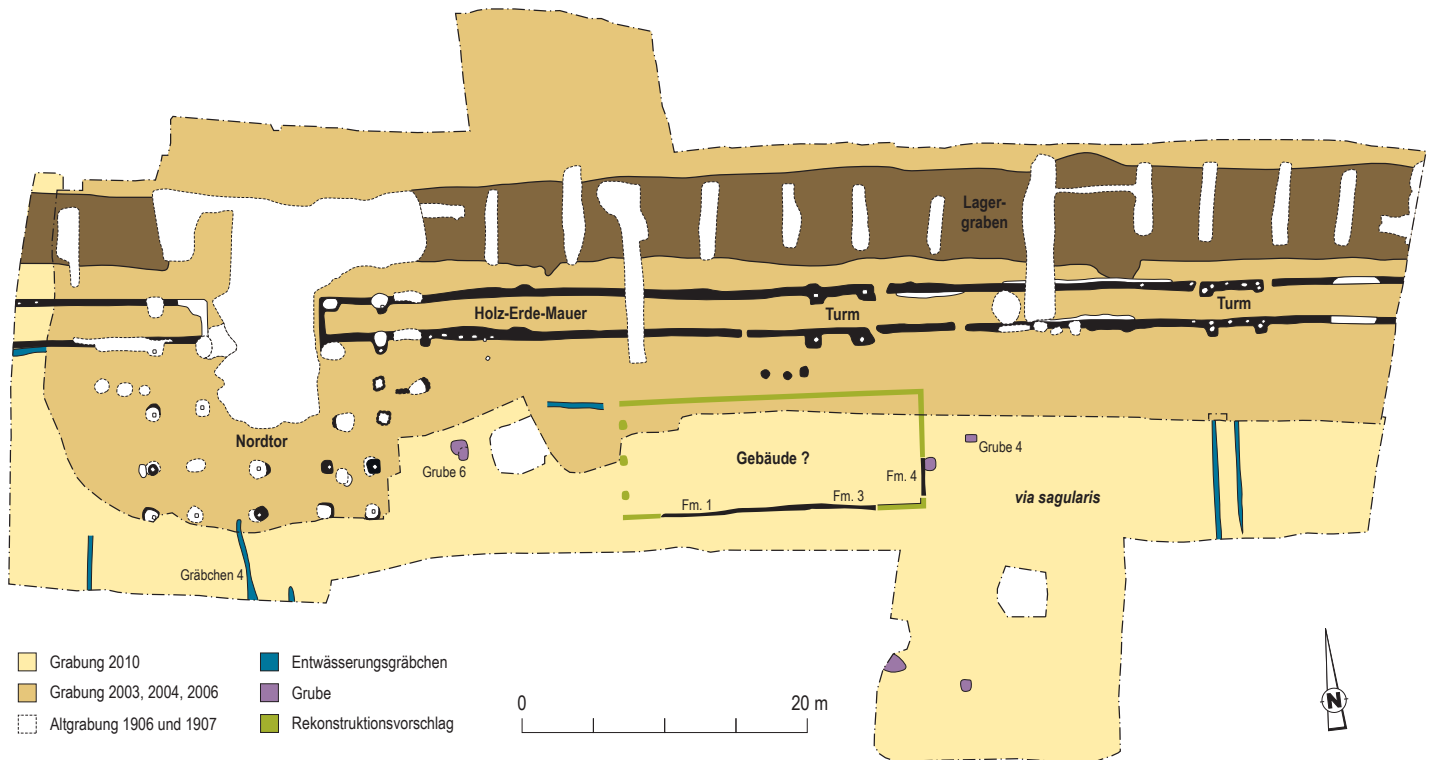 Lager-
graben
Holz-Erde-Mauer
Turm
Turm
Nordtor
Grube 6
Gebäude ?
Grube 4
Fm. 4
Fm. 1
Fm. 3
via sagularis
Gräbchen 4
Grabung 2010
Grabung 2003, 2004, 2006
Altgrabung 1906 und 1907
Entwässerungsgräbchen
Grube
Rekonstruktionsvorschlag
0
20 m
N